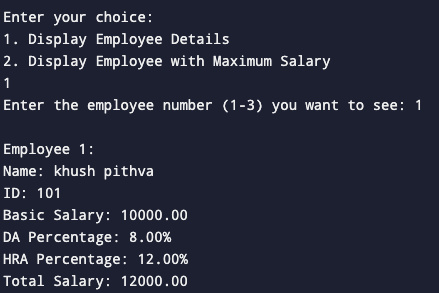 Enter your choice:
1. Display Employee Details
2. Display Employee with Maximum Salary
1
Enter the employee number (1-3) you want to see: 1
Employee 1:
Name: khush pithva
ID: 101
Basic Salary: 10000.00
DA Percentage: 8.00%
HRA Percentage: 12.00%
Total Salary: 12000.00